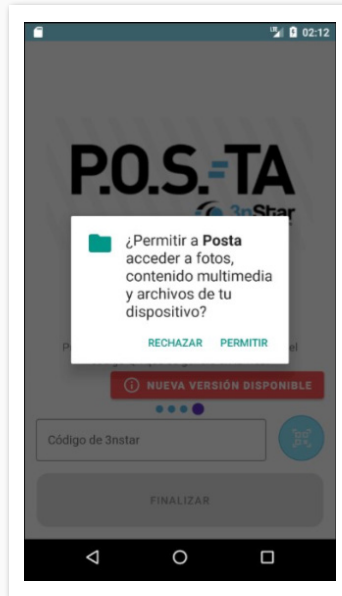 02:12
P.O.S.-TA
3nStar
¿Permitir a Posta
acceder a fotos,
contenido multimedia
y archivos de tu
dispositivo?
RECHAZAR PERMITIR
el
NUEVA VERSIÓN DISPONIBLE
Código de 3nstar
FINALIZAR